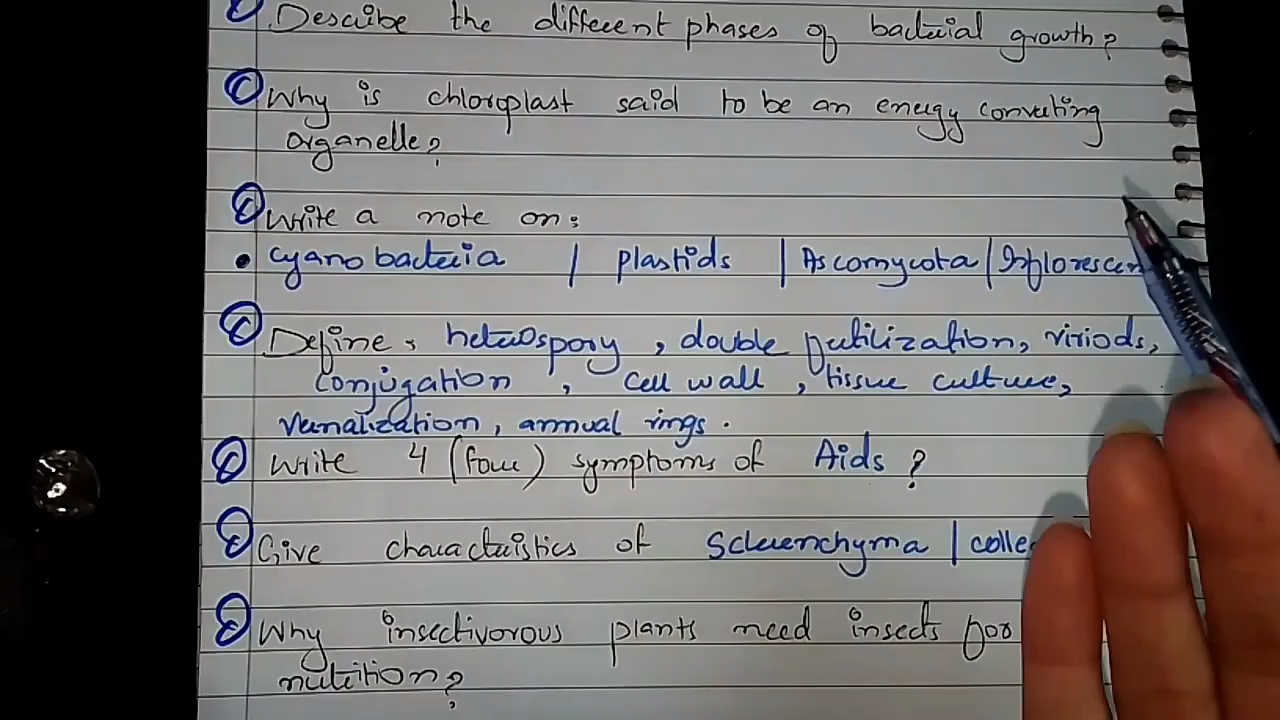 Describe the different phases of bacterial growth?
Why is chloroplast said to be an energy converting
organelle?
Write a note on:
• Cyanobacteria | plastids | Ascomycota |
Define, heterospory, double fertilization, viriods,
conjugation, cell wall, tissue culture,
vernalization, annual rings.
Write 4 (four) symptoms of Aids?
Give characteristics of Sclerenchyma |
Why insectivorous plants need insects for
nutrition?